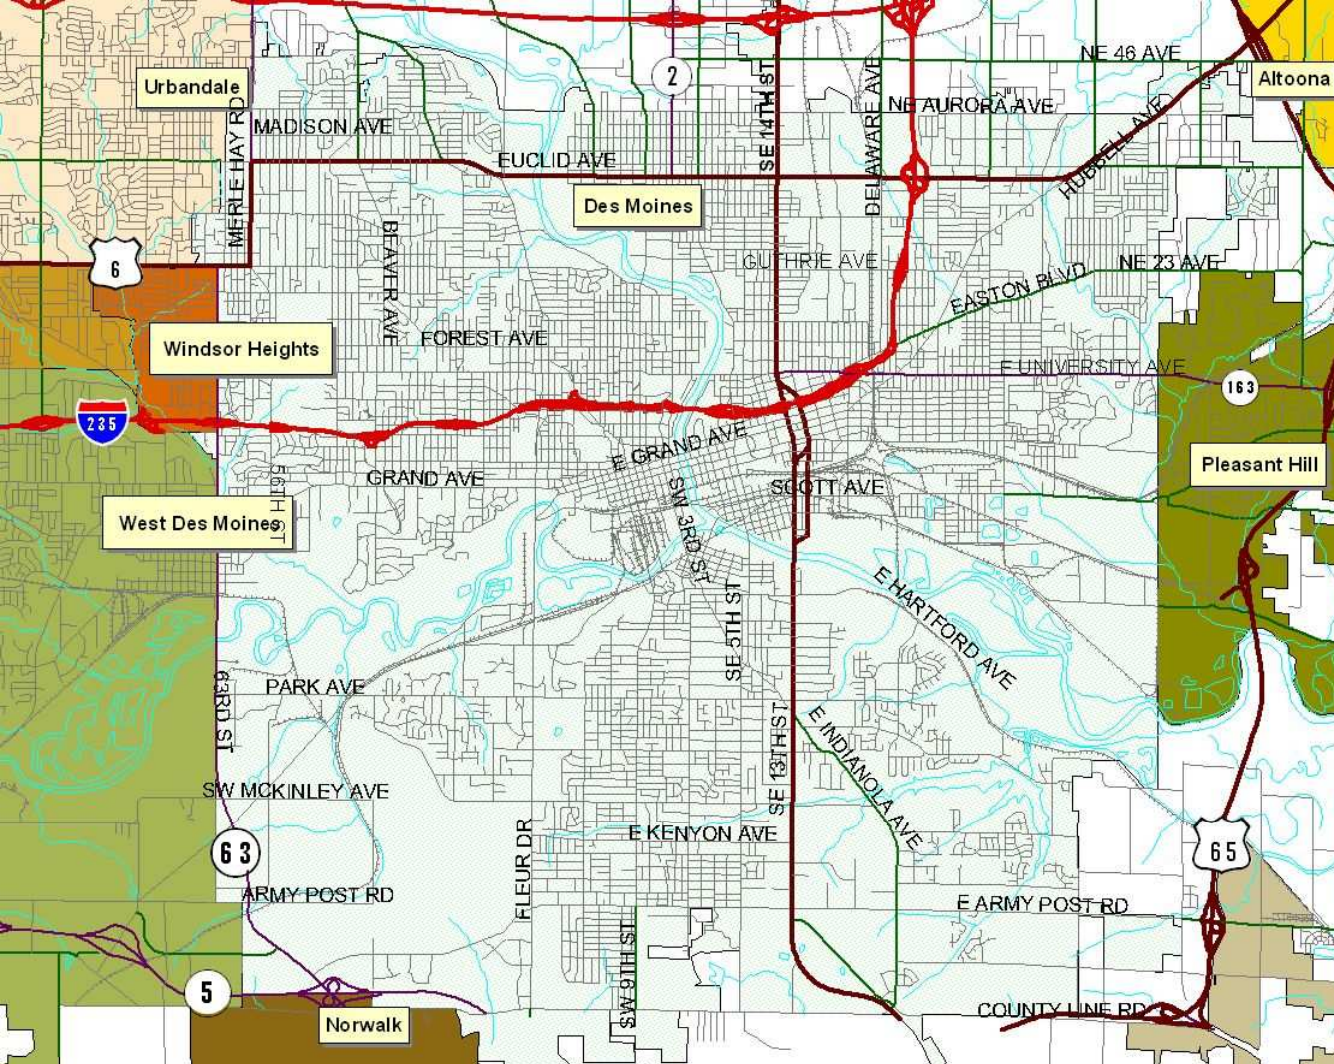 NE 46 AVE
2
Altoona
Urbandale
SE 14TH ST
DELAWARE AVE
NE AURORA AVE
MERLE HAY RD
MADISON AVE
HUBBELL AVE
EUCLID AVE
Des Moines
BEAVER AVE
6
GUTHRIE AVE
NE 23 AVE
EASTON BLVD
Windsor Heights
FOREST AVE
E UNIVERSITY AVE
163
235
E GRAND AVE
Pleasant Hill
56TH ST
GRAND AVE
SW 3RD ST
SCOTT AVE
West Des Moines
E HARTFORD AVE
SE 5TH ST
63RD ST
PARK AVE
SE 13TH ST
E INDIANOLA AVE
SW MCKINLEY AVE
FLEUR DR
E KENYON AVE
63
65
ARMY POST RD
E ARMY POST RD
SW 9TH ST
5
COUNTY LINE RD
Norwalk